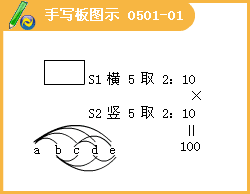 手写板图示 0501-01
S1 横 5 取 2：10
×
S2 竖 5 取 2：10
=
100
a b c d e